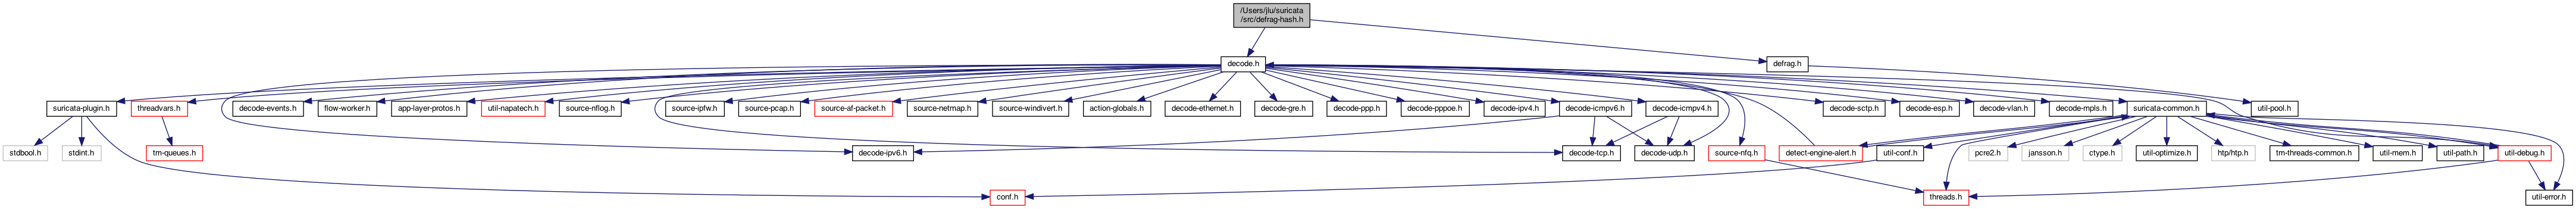 /Users/jlu/suricata
/src/defrag-hash.h
decode.h
defrag.h
suricata-plugin.h
threadvars.h
decode-events.h
flow-worker.h
app-layer-protos.h
util-napatech.h
source-nflog.h
source-ipfw.h
source-pcap.h
source-af-packet.h
source-netmap.h
source-windivert.h
action-globals.h
decode-ethernet.h
decode-gre.h
decode-ppp.h
decode-pppoe.h
decode-ipv4.h
decode-icmpv6.h
decode-icmpv4.h
decode-sctp.h
decode-esp.h
decode-vlan.h
decode-mpls.h
suricata-common.h
util-pool.h
stdbool.h
stdint.h
tm-queues.h
decode-ipv6.h
decode-tcp.h
decode-udp.h
source-nfq.h
detect-engine-alert.h
util-conf.h
pcre2.h
jansson.h
ctype.h
util-optimize.h
htp/htp.h
tm-threads-common.h
util-mem.h
util-path.h
util-debug.h
conf.h
threads.h
util-error.h